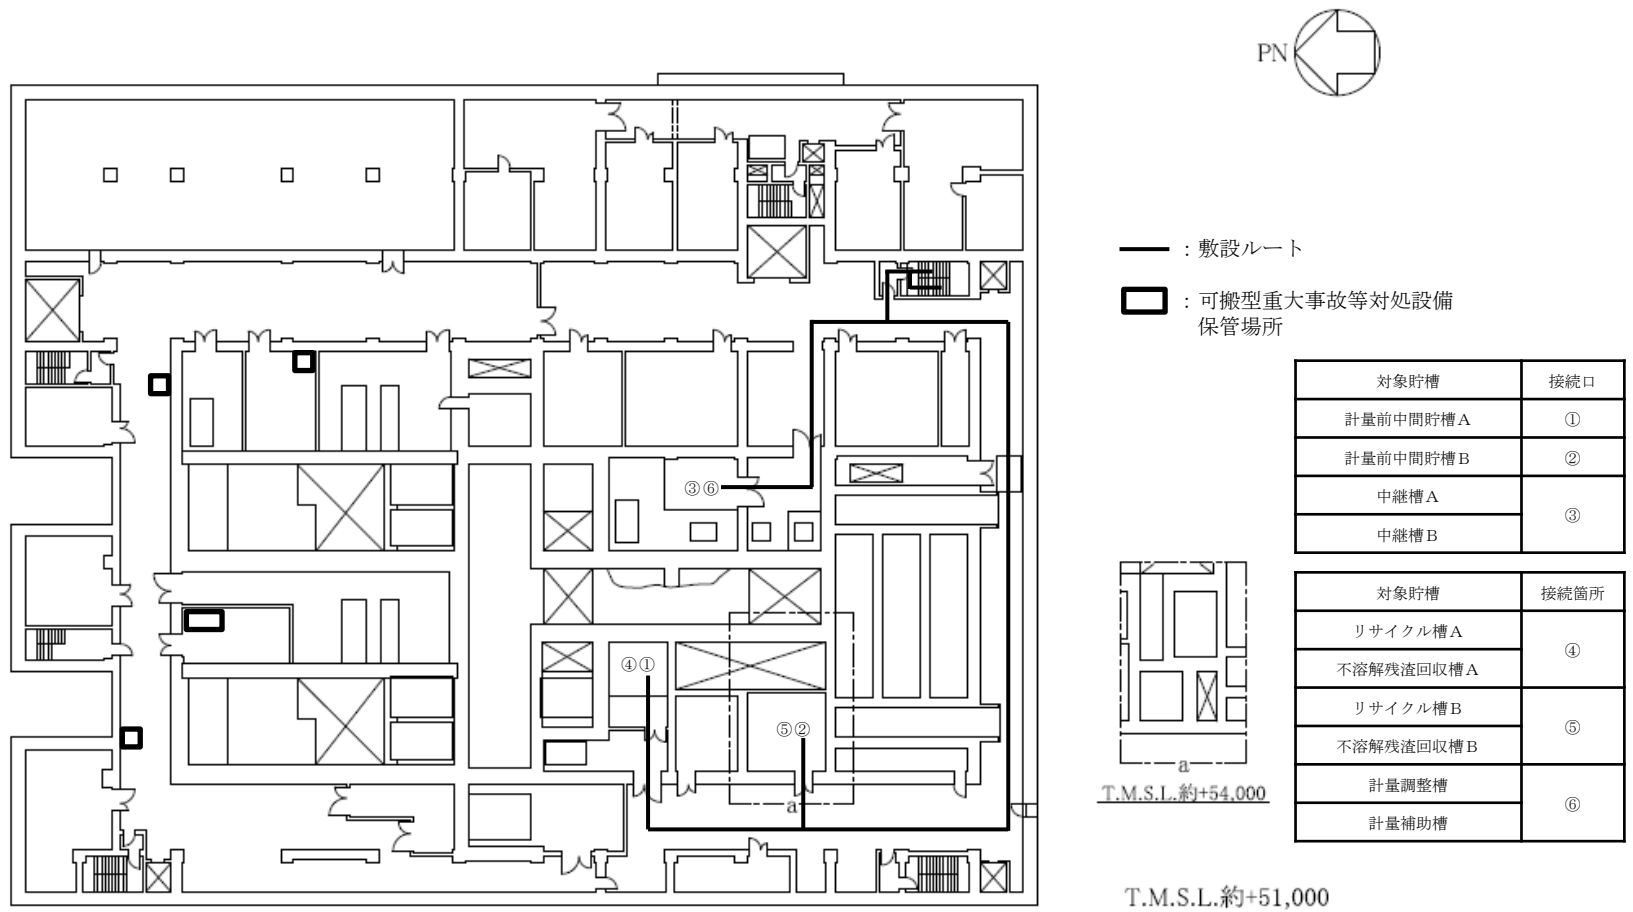 PN
：敷設ルート
：可搬型重大事故等対処設備
保管場所
対象貯槽 接続口
計量前中間貯槽Ａ ①
計量前中間貯槽Ｂ ②
中継槽Ａ ③
中継槽Ｂ
対象貯槽 接続箇所
リサイクル槽Ａ ④
不溶解残渣回収槽Ａ
リサイクル槽Ｂ ⑤
不溶解残渣回収槽Ｂ
計量調整槽 ⑥
計量補助槽
③⑥
④①
⑤②
a
a
T.M.S.L.約+54,000
T.M.S.L.約+51,000